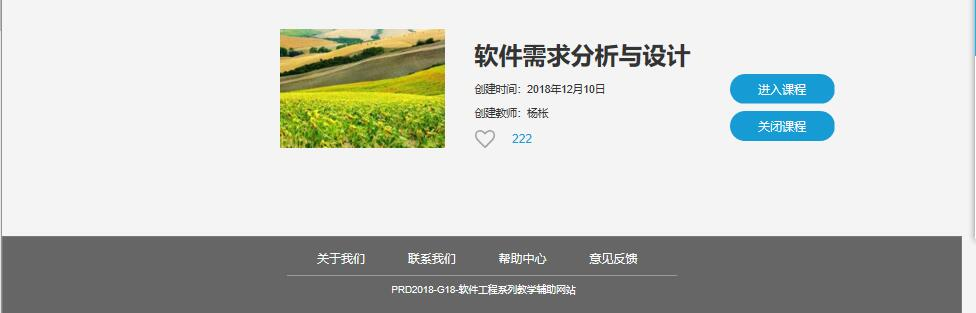 软件需求分析与设计
创建时间：2018年12月10日
创建教师：杨枨
222
进入课程
关闭课程
关于我们 联系我们 帮助中心 意见反馈
PRD2018-G18-软件工程系列教学辅助网站